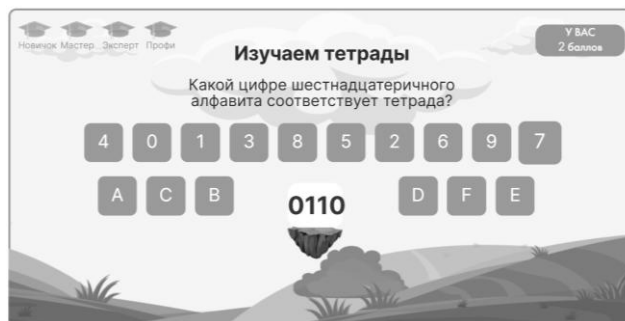 Новичок Мастер Эксперт Профи
У ВАС
2 баллов
Изучаем тетрады
Какой цифре шестнадцатеричного
алфавита соответствует тетрада?
4 0 1 3 8 5 2 6 9 7
A C B D F E
0110